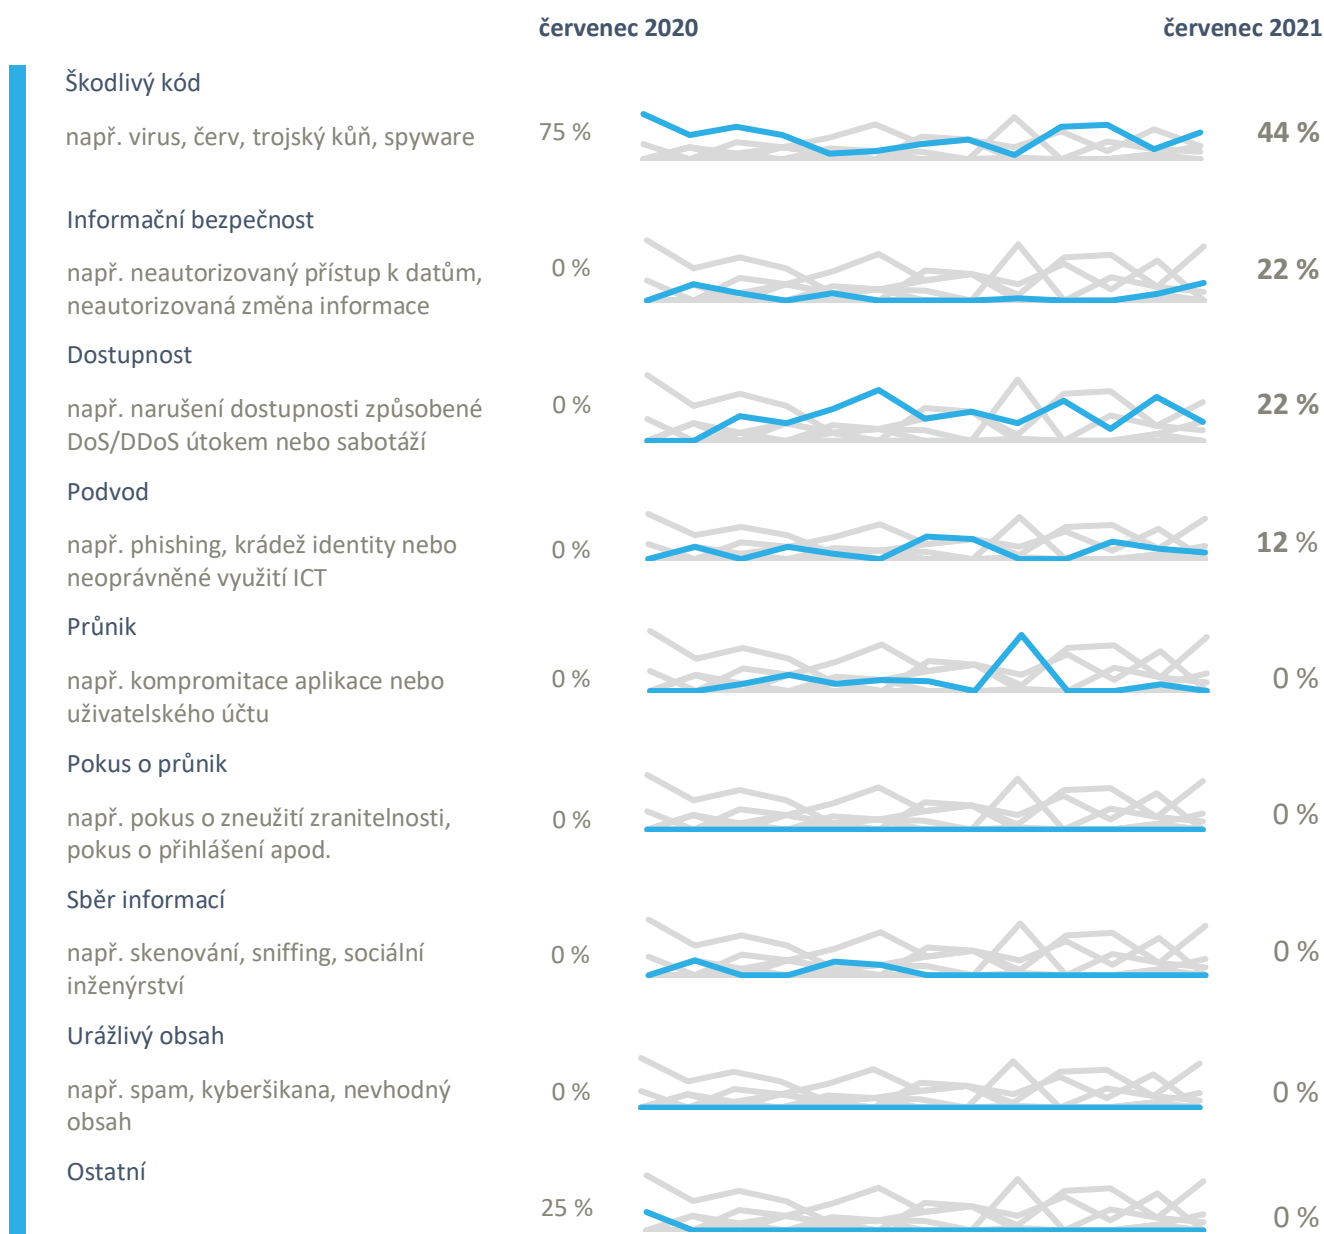 červenec 2020
červenec 2021
Škodlivý kód
např. virus, červ, trojský kůň, spyware
75 %
44 %
Informační bezpečnost
např. neautorizovaný přístup k datům,
neautorizovaná změna informace
0 %
22 %
Dostupnost
např. narušení dostupnosti způsobené
DoS/DDoS útokem nebo sabotáží
0 %
22 %
Podvod
např. phishing, krádež identity nebo
neoprávněné využití ICT
0 %
12 %
Průnik
např. kompromitace aplikace nebo
uživatelského účtu
0 %
0 %
Pokus o průnik
např. pokus o zneužití zranitelnosti,
pokus o přihlášení apod.
0 %
0 %
Sběr informací
např. skenování, sniffing, sociální
inženýrství
0 %
0 %
Urážlivý obsah
např. spam, kyberšikana, nevhodný
obsah
0 %
0 %
Ostatní
25 %
0 %